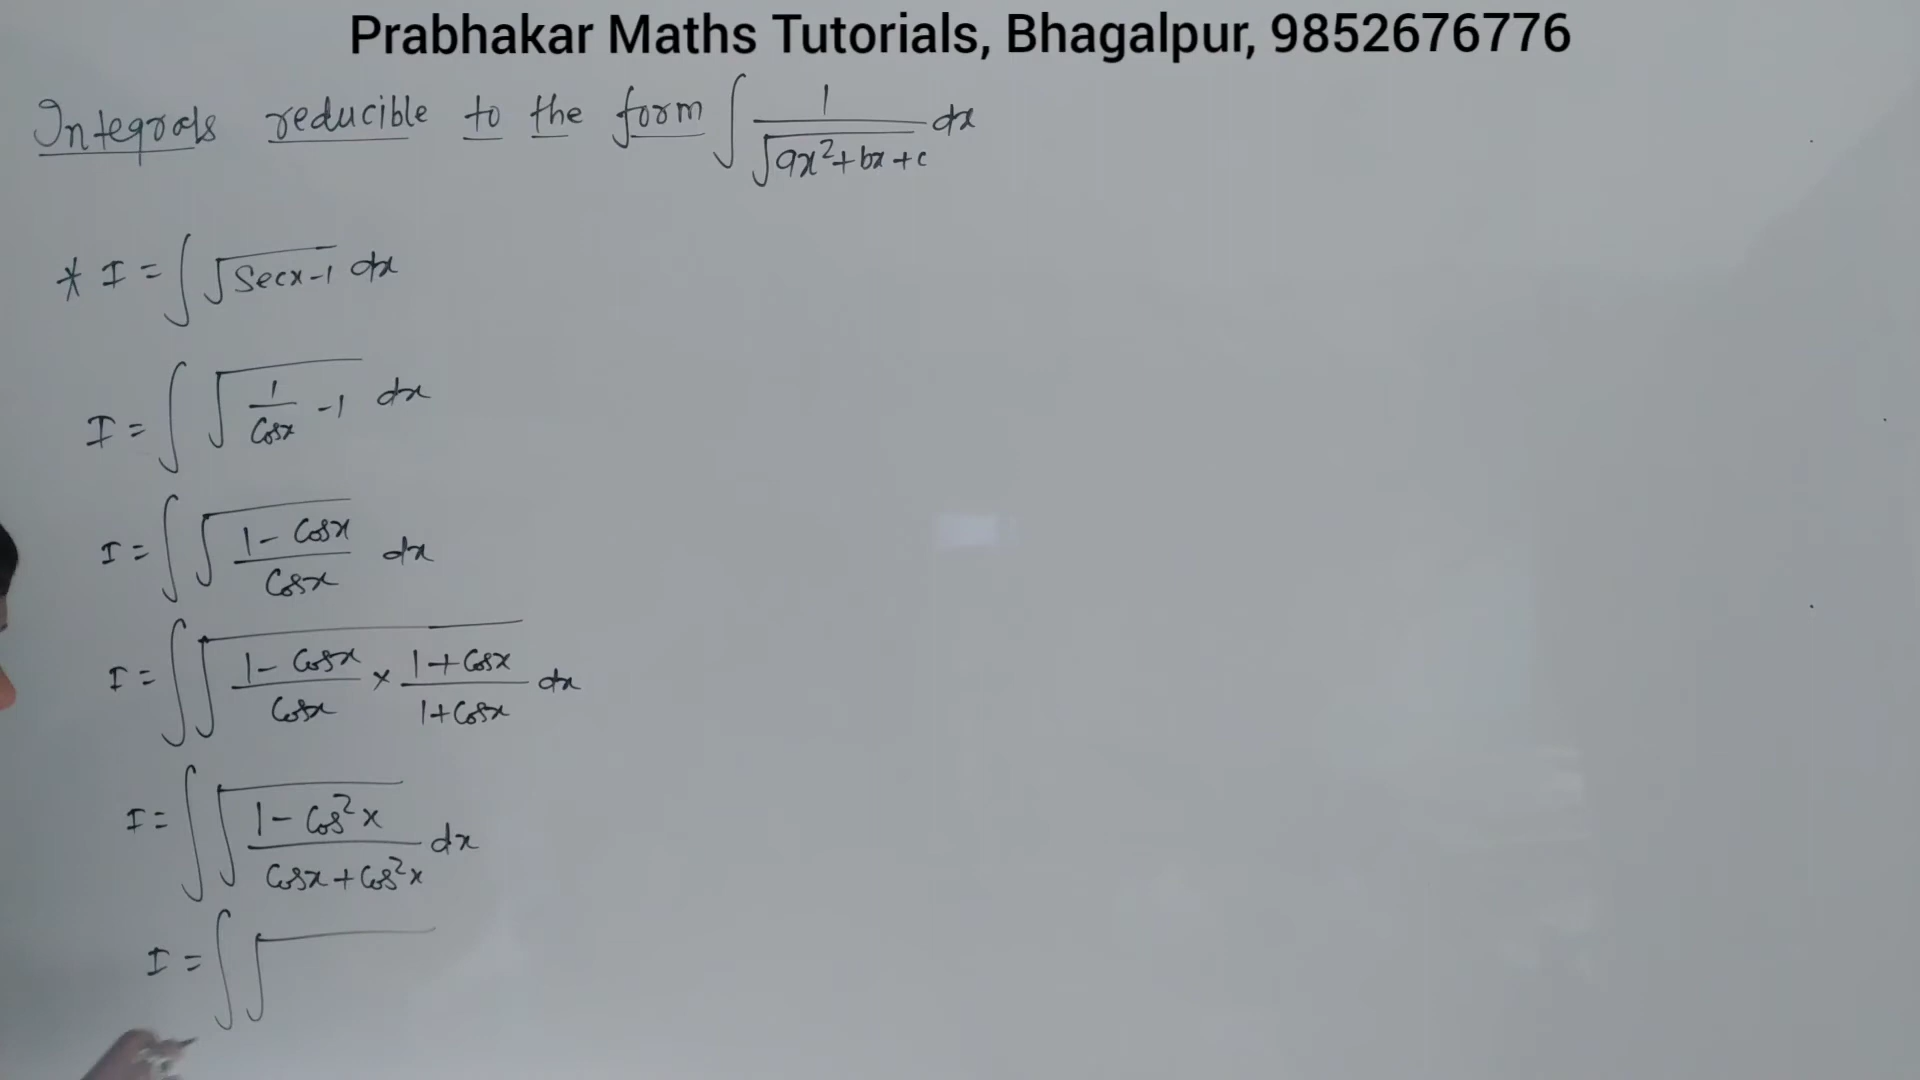 Prabhakar Maths Tutorials, Bhagalpur, 9852676776
Integrals reducible to the form ∫ 1/√(ax²+bx+c) dx
* I = ∫ √(Secx-1) dx
I = ∫ √(1/Cosx - 1) dx
I = ∫ √((1 - Cosx)/Cosx) dx
I = ∫ √((1 - Cosx)/Cosx × (1 + Cosx)/(1 + Cosx)) dx
I = ∫ √((1 - Cos²x)/(Cosx + Cos²x)) dx
I = ∫ √